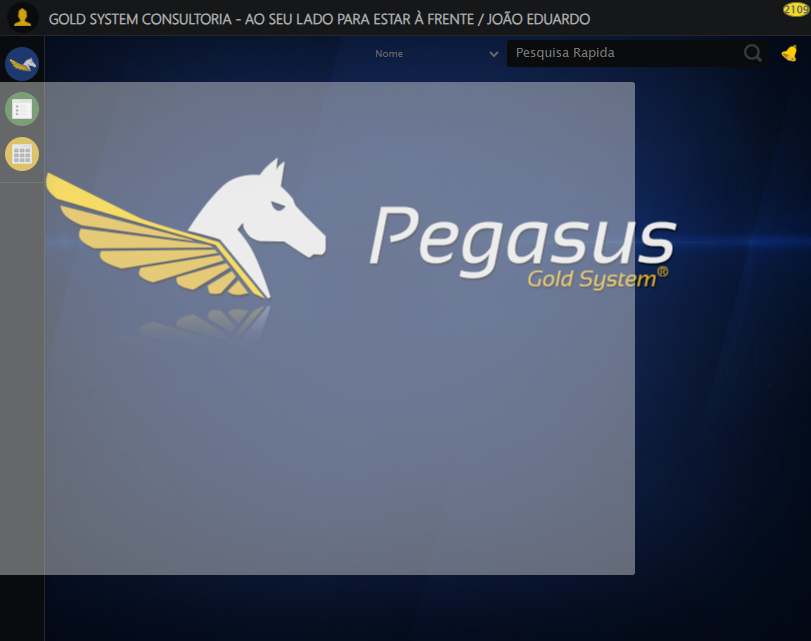 GOLD SYSTEM CONSULTORIA - AO SEU LADO PARA ESTAR À FRENTE / JOÃO EDUARDO
2109
Nome
Pesquisa Rapida
Pegasus
Gold System®